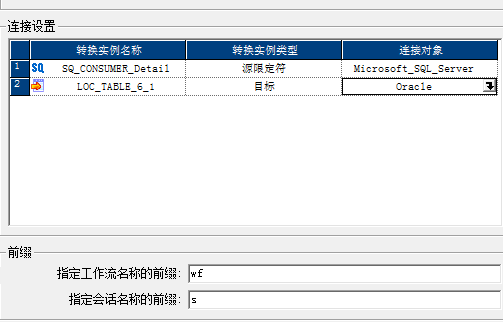 连接设置
转换实例名称 转换实例类型 连接对象
1 SQ SQ_CONSUMER_Detail 源限定符 Microsoft_SQL_Server
2 LOC_TABLE_6_1 目标 Oracle
前缀
指定工作流名称的前缀: wf
指定会话名称的前缀: s